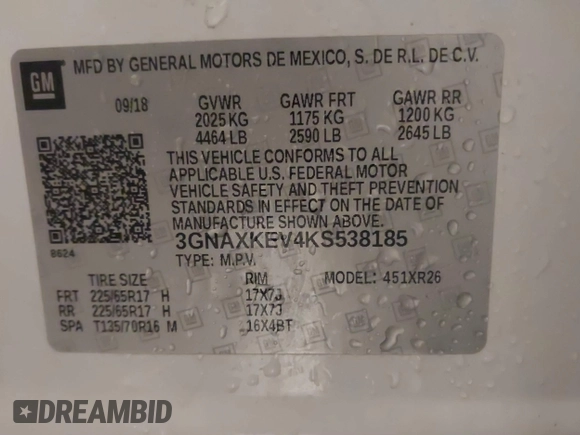 GM
MFD BY GENERAL MOTORS DE MEXICO, S. DE R.L. DE C.V.
09/18 GVWR GAWR FRT GAWR RR
2025 KG 1175 KG 1200 KG
4464 LB 2590 LB 2645 LB
THIS VEHICLE CONFORMS TO ALL
APPLICABLE U.S. FEDERAL MOTOR
VEHICLE SAFETY AND THEFT PREVENTION
STANDARDS IN EFFECT ON THE DATE OF
MANUFACTURE SHOWN ABOVE.
8624
3GNAXKEV4KS538185
TYPE: M.P.V.
TIRE SIZE RIM MODEL: 451XR26
FRT 225/65R17 H 17X7J
RR 225/65R17 H 17X7J
SPA T135/70R16 M 16X4BT
DREAMBID